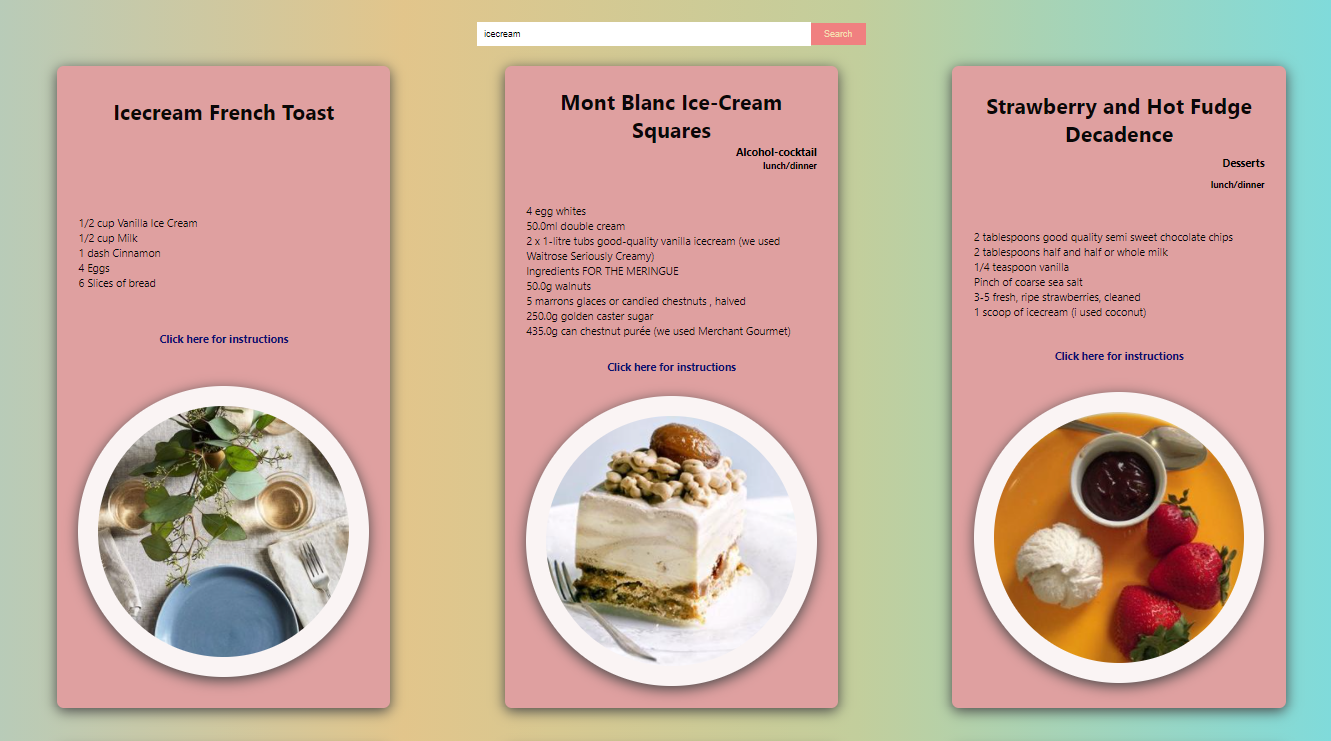 icecream
Search
Icecream French Toast
1/2 cup Vanilla Ice Cream
1/2 cup Milk
1 dash Cinnamon
4 Eggs
6 Slices of bread
Click here for instructions
Mont Blanc Ice-Cream
Squares
Alcohol-cocktail
lunch/dinner
4 egg whites
50.0ml double cream
2 x 1-litre tubs good-quality vanilla icecream (we used
Waitrose Seriously Creamy)
Ingredients FOR THE MERINGUE
50.0g walnuts
5 marrons glaces or candied chestnuts , halved
250.0g golden caster sugar
435.0g can chestnut purée (we used Merchant Gourmet)
Click here for instructions
Strawberry and Hot Fudge
Decadence
Desserts
lunch/dinner
2 tablespoons good quality semi sweet chocolate chips
2 tablespoons half and half or whole milk
1/4 teaspoon vanilla
Pinch of coarse sea salt
3-5 fresh, ripe strawberries, cleaned
1 scoop of icecream (i used coconut)
Click here for instructions